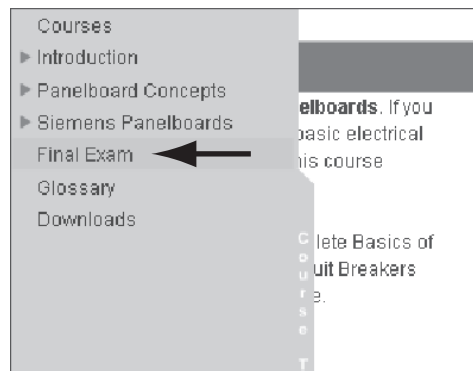 Courses
Introduction
Panelboard Concepts
Siemens Panelboards
Final Exam
Glossary
Downloads
elboards. If you
basic electrical
his course
lete Basics of
uit Breakers
e.
Course T